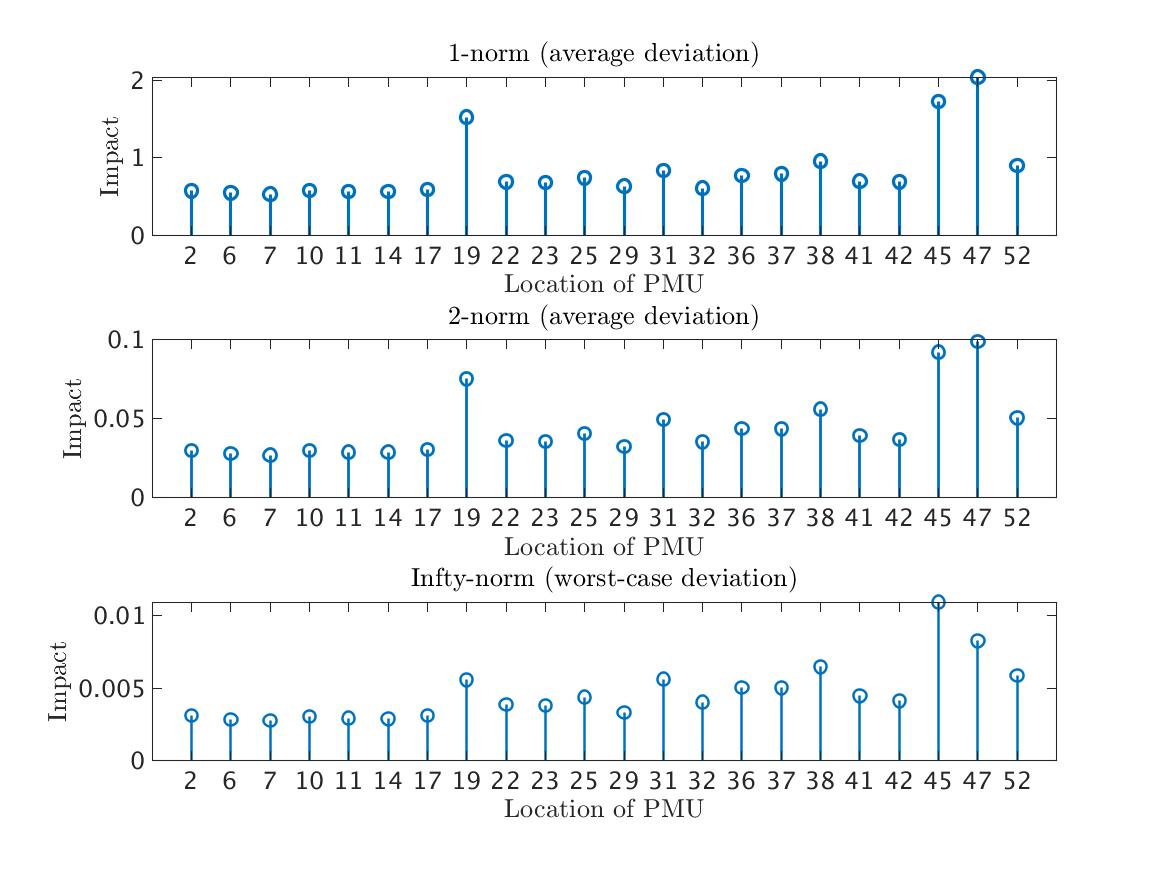 1-norm (average deviation)
2
1
0
Impact
2 6 7 10 11 14 17 19 22 23 25 29 31 32 36 37 38 41 42 45 47 52
Location of PMU
2-norm (average deviation)
0.1
0.05
0
Impact
2 6 7 10 11 14 17 19 22 23 25 29 31 32 36 37 38 41 42 45 47 52
Location of PMU
Infty-norm (worst-case deviation)
0.01
0.005
0
Impact
2 6 7 10 11 14 17 19 22 23 25 29 31 32 36 37 38 41 42 45 47 52
Location of PMU